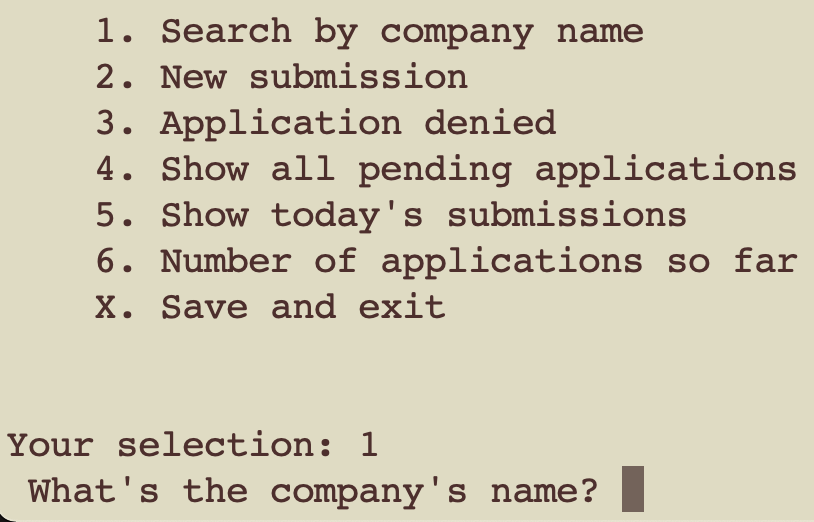 1. Search by company name
2. New submission
3. Application denied
4. Show all pending applications
5. Show today's submissions
6. Number of applications so far
X. Save and exit
Your selection: 1
What's the company's name?